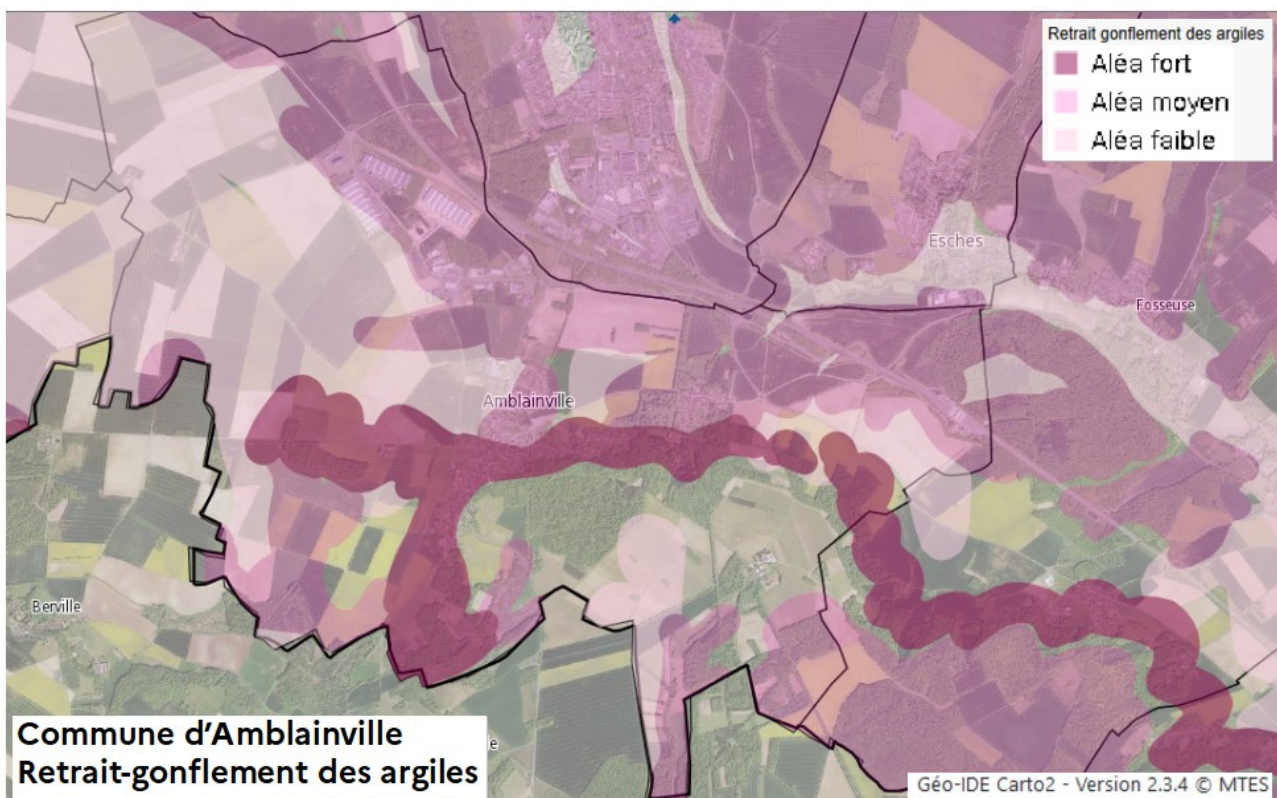 Retrait gonflement des argiles
Aléa fort
Aléa moyen
Aléa faible
Esches
Fosseuse
Amblainville
Berville
Commune d'Amblainville
Retrait-gonflement des argiles
Géo-IDE Carto2 - Version 2.3.4 © MTES